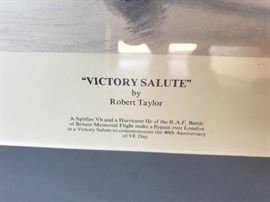 "VICTORY SALUTE"
by
Robert Taylor
A Spitfire Vb and a Hurricane IIc of the R.A.F. Battle
of Britain Memorial Flight make a flypast over London
in a Victory Salute to commemorate the 40th Anniversary
of VE Day.